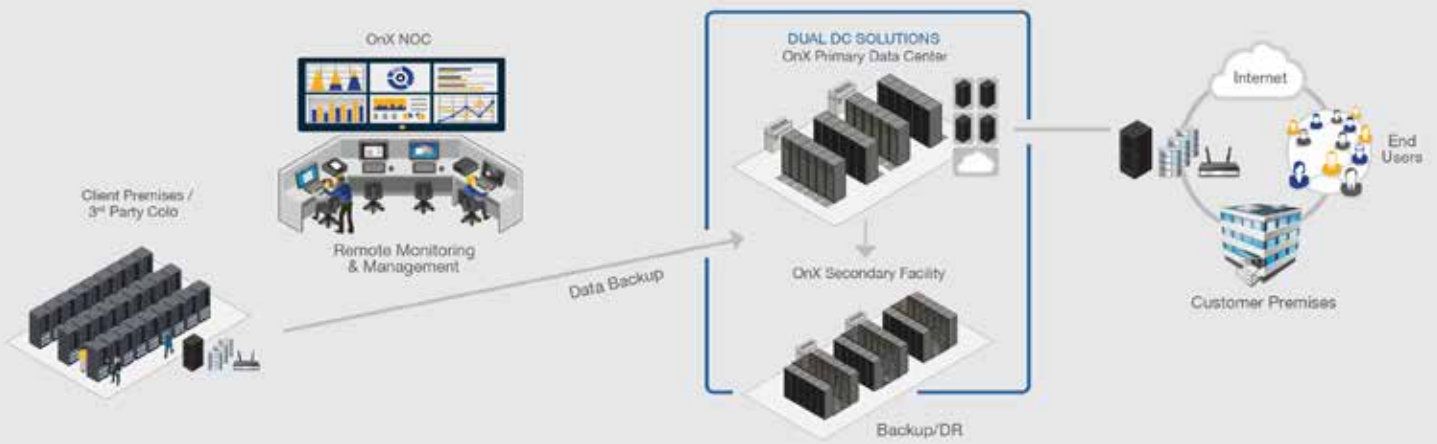 OnX NOC
Client Premises /
3rd Party Colo
Remote Monitoring
& Management
Data Backup
DUAL DC SOLUTIONS
OnX Primary Data Center
OnX Secondary Facility
Backup/DR
Internet
End
Users
Customer Premises